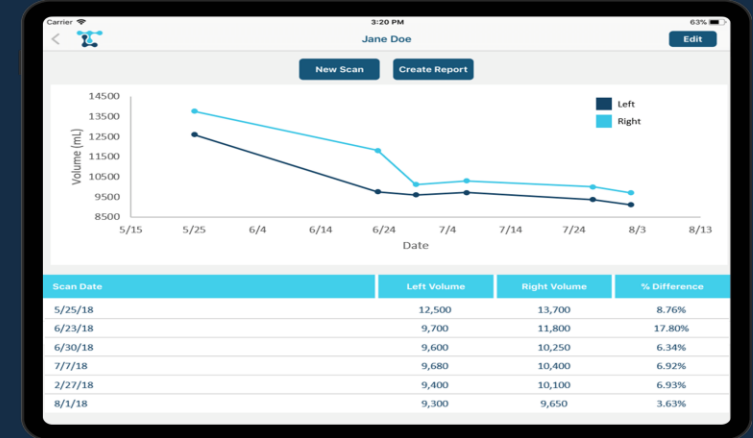 Carrier 3:20 PM 63%
Jane Doe Edit
New Scan Create Report
14500
13500
12500
11500
10500
9500
8500
Volume (mL)
Left
Right
5/15 5/25 6/4 6/14 6/24 7/4 7/14 7/24 8/3 8/13
Date
Scan Date Left Volume Right Volume % Difference
5/25/18 12,500 13,700 8.76%
6/23/18 9,700 11,800 17.80%
6/30/18 9,600 10,250 6.34%
7/7/18 9,680 10,400 6.92%
2/27/18 9,400 10,100 6.93%
8/1/18 9,300 9,650 3.63%